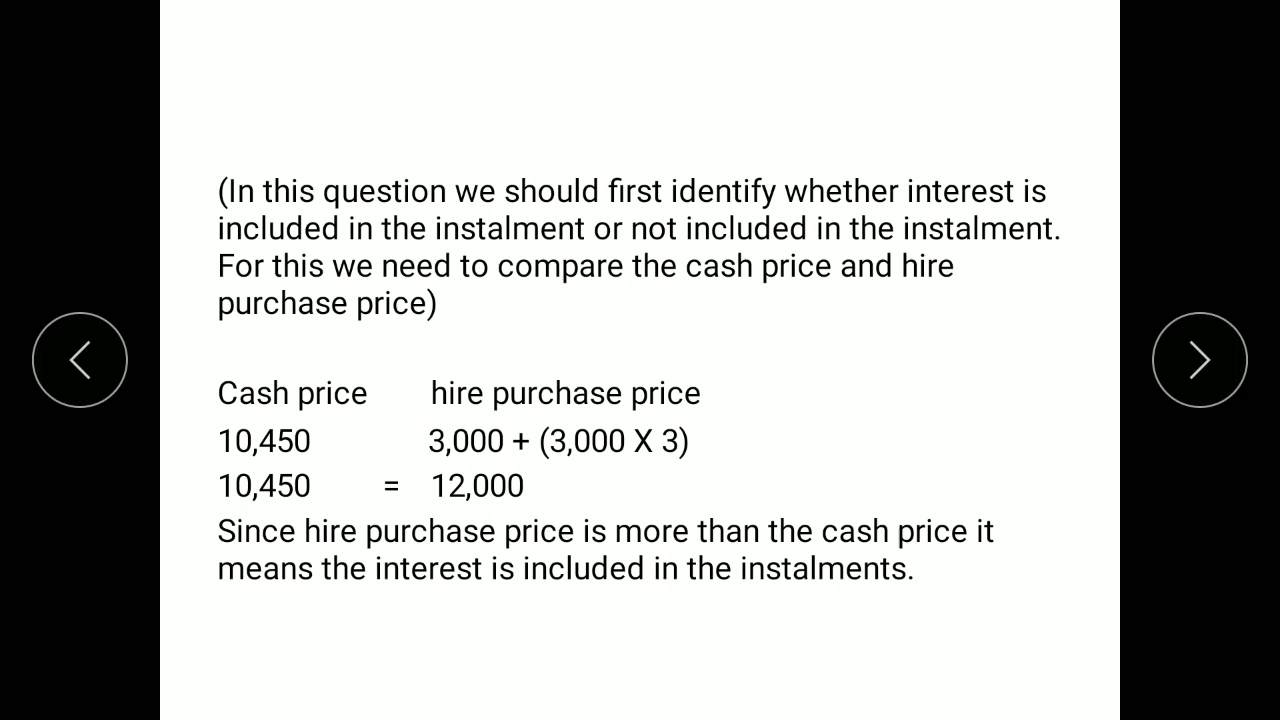 (In this question we should first identify whether interest is
included in the instalment or not included in the instalment.
For this we need to compare the cash price and hire
purchase price)
Cash price hire purchase price
10,450 3,000 + (3,000 X 3)
10,450 = 12,000
Since hire purchase price is more than the cash price it
means the interest is included in the instalments.